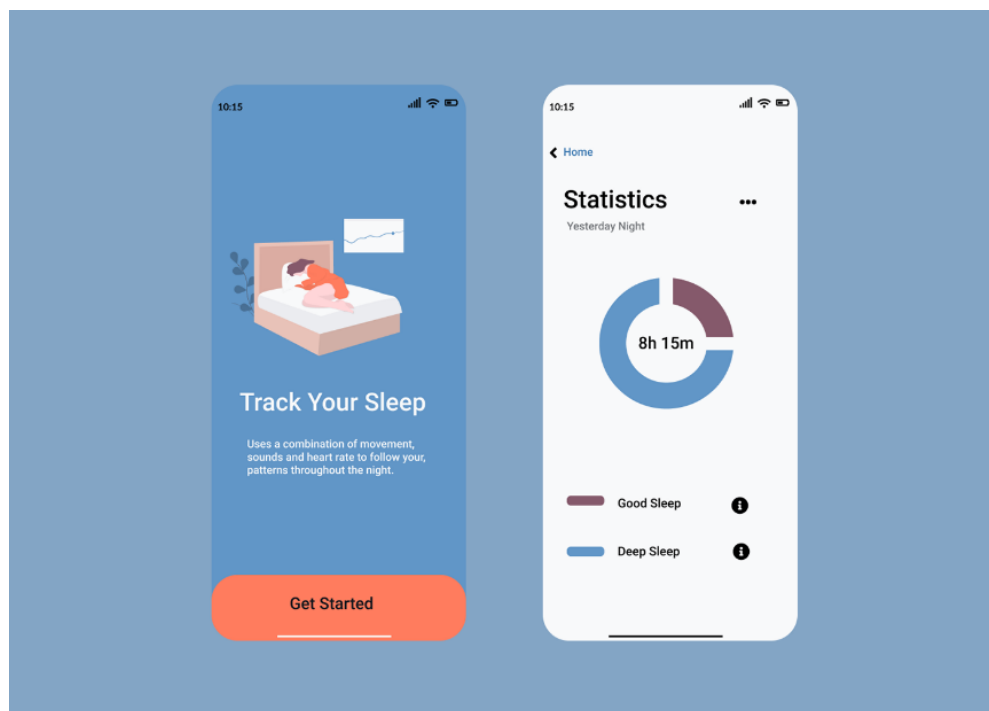 10:15
Track Your Sleep
Uses a combination of movement,
sounds and heart rate to follow your,
patterns throughout the night.
Get Started
10:15
Home
Statistics
Yesterday Night
8h 15m
Good Sleep
Deep Sleep